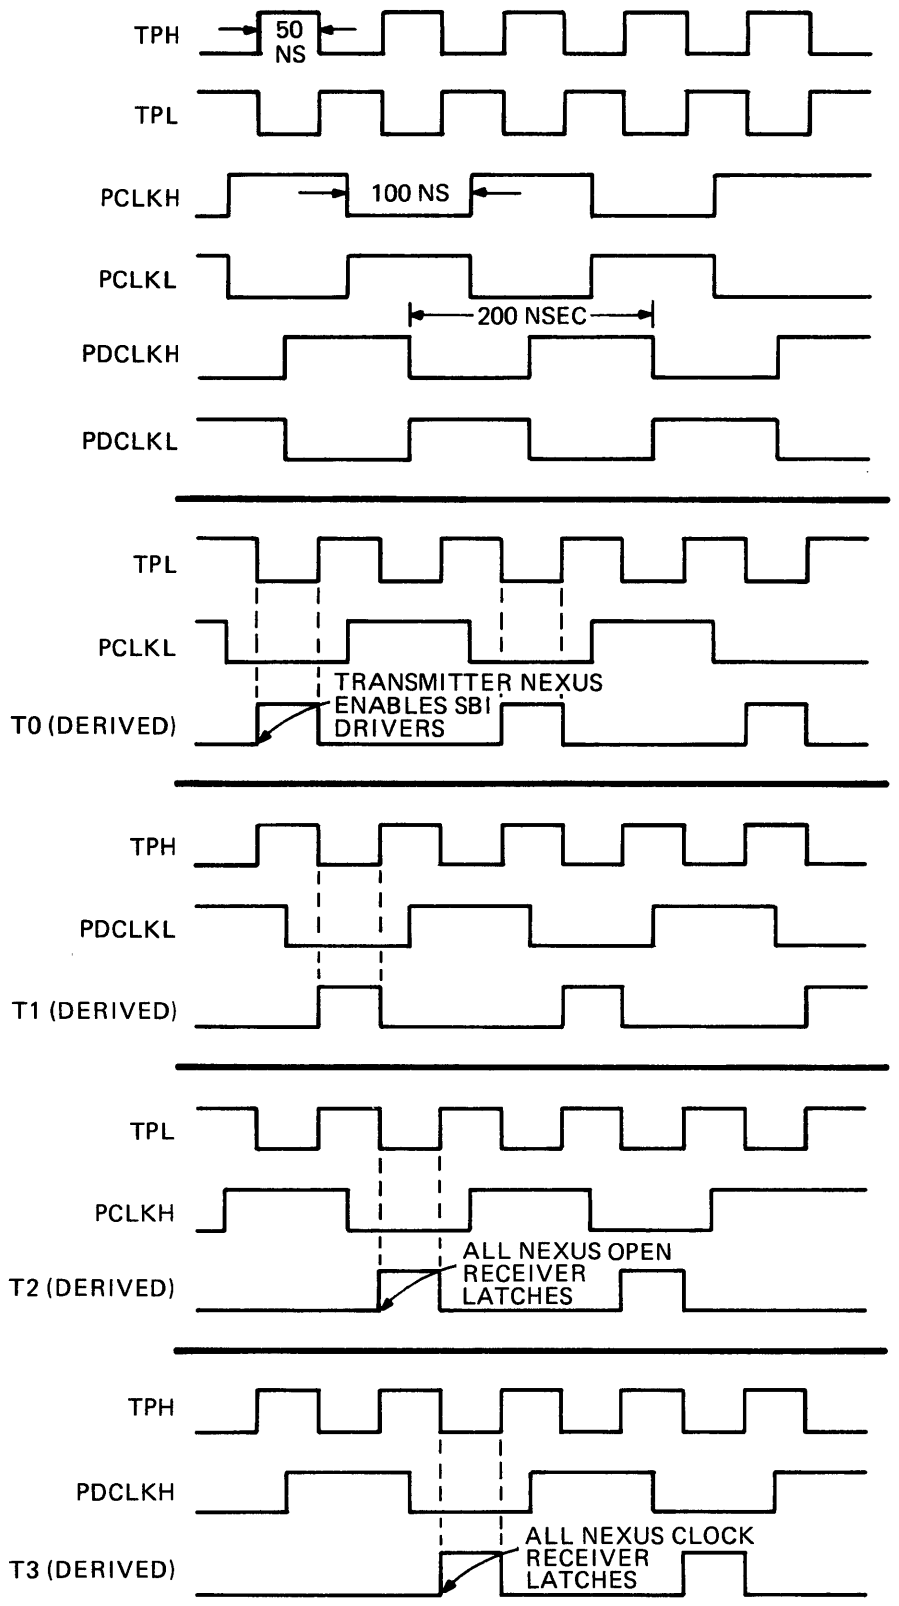 TPH
50
NS
TPL
PCLKH
100 NS
PCLKL
200 NSEC
PDCLKH
PDCLKL
TPL
PCLKL
TRANSMITTER NEXUS
ENABLES SBI
DRIVERS
T0 (DERIVED)
TPH
PDCLKL
T1 (DERIVED)
TPL
PCLKH
ALL NEXUS OPEN
RECEIVER
LATCHES
T2 (DERIVED)
TPH
PDCLKH
ALL NEXUS CLOCK
RECEIVER
LATCHES
T3 (DERIVED)